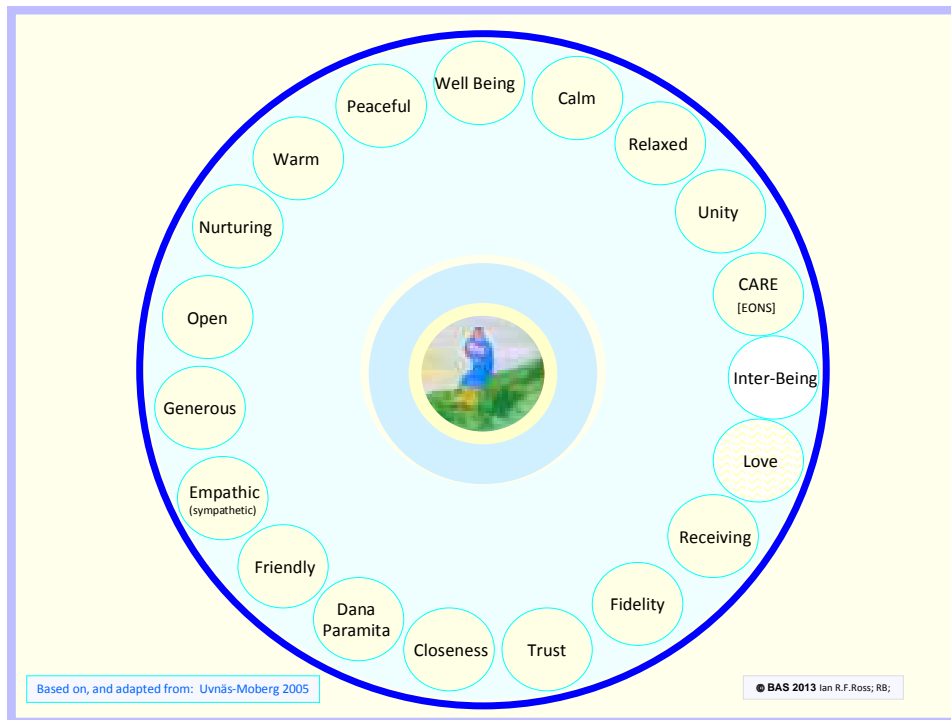 Well Being
Calm
Relaxed
Unity
CARE
[EONS]
Inter-Being
Love
Receiving
Fidelity
Trust
Closeness
Dana
Paramita
Friendly
Empathic
(sympathetic)
Generous
Open
Nurturing
Warm
Peaceful
Based on, and adapted from: Uvnäs-Moberg 2005
© BAS 2013 Ian R.F.Ross; RB;